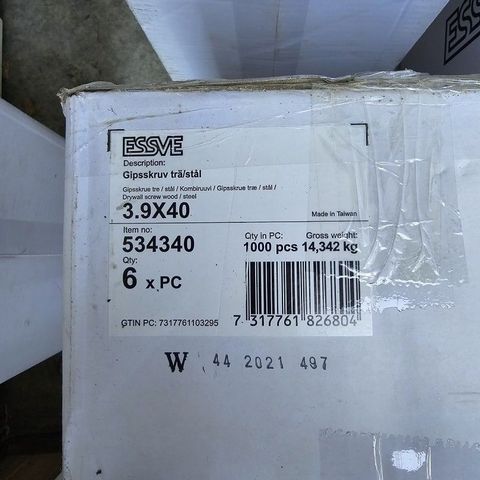 ESSVE
ESSVE
Description:
Gipsskruv trä/stål
Gipsskrue tre / stål / Kombiruuvi / Gipsskrue træ / stål /
Drywall screw wood / steel
3.9X40
Made in Taiwan
Item no:
534340
Qty in PC: Gross weight:
1000 pcs 14,342 kg
Qty:
6 x PC
GTIN PC: 7317761103295
7 317761 826804
W 44 2021 497